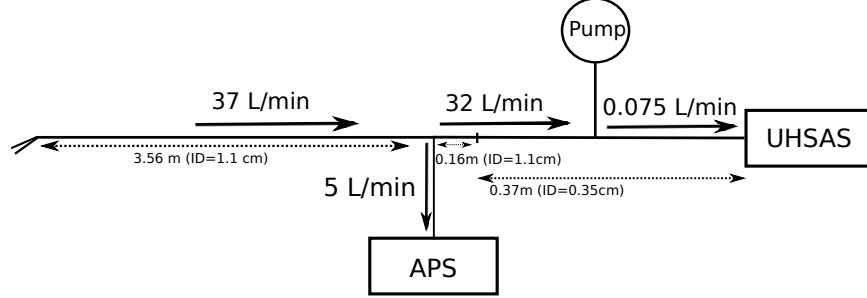 Pump
37 L/min
32 L/min
0.075 L/min
UHSAS
3.56 m (ID=1.1 cm)
0.16m (ID=1.1cm)
5 L/min
0.37m (ID=0.35cm)
APS